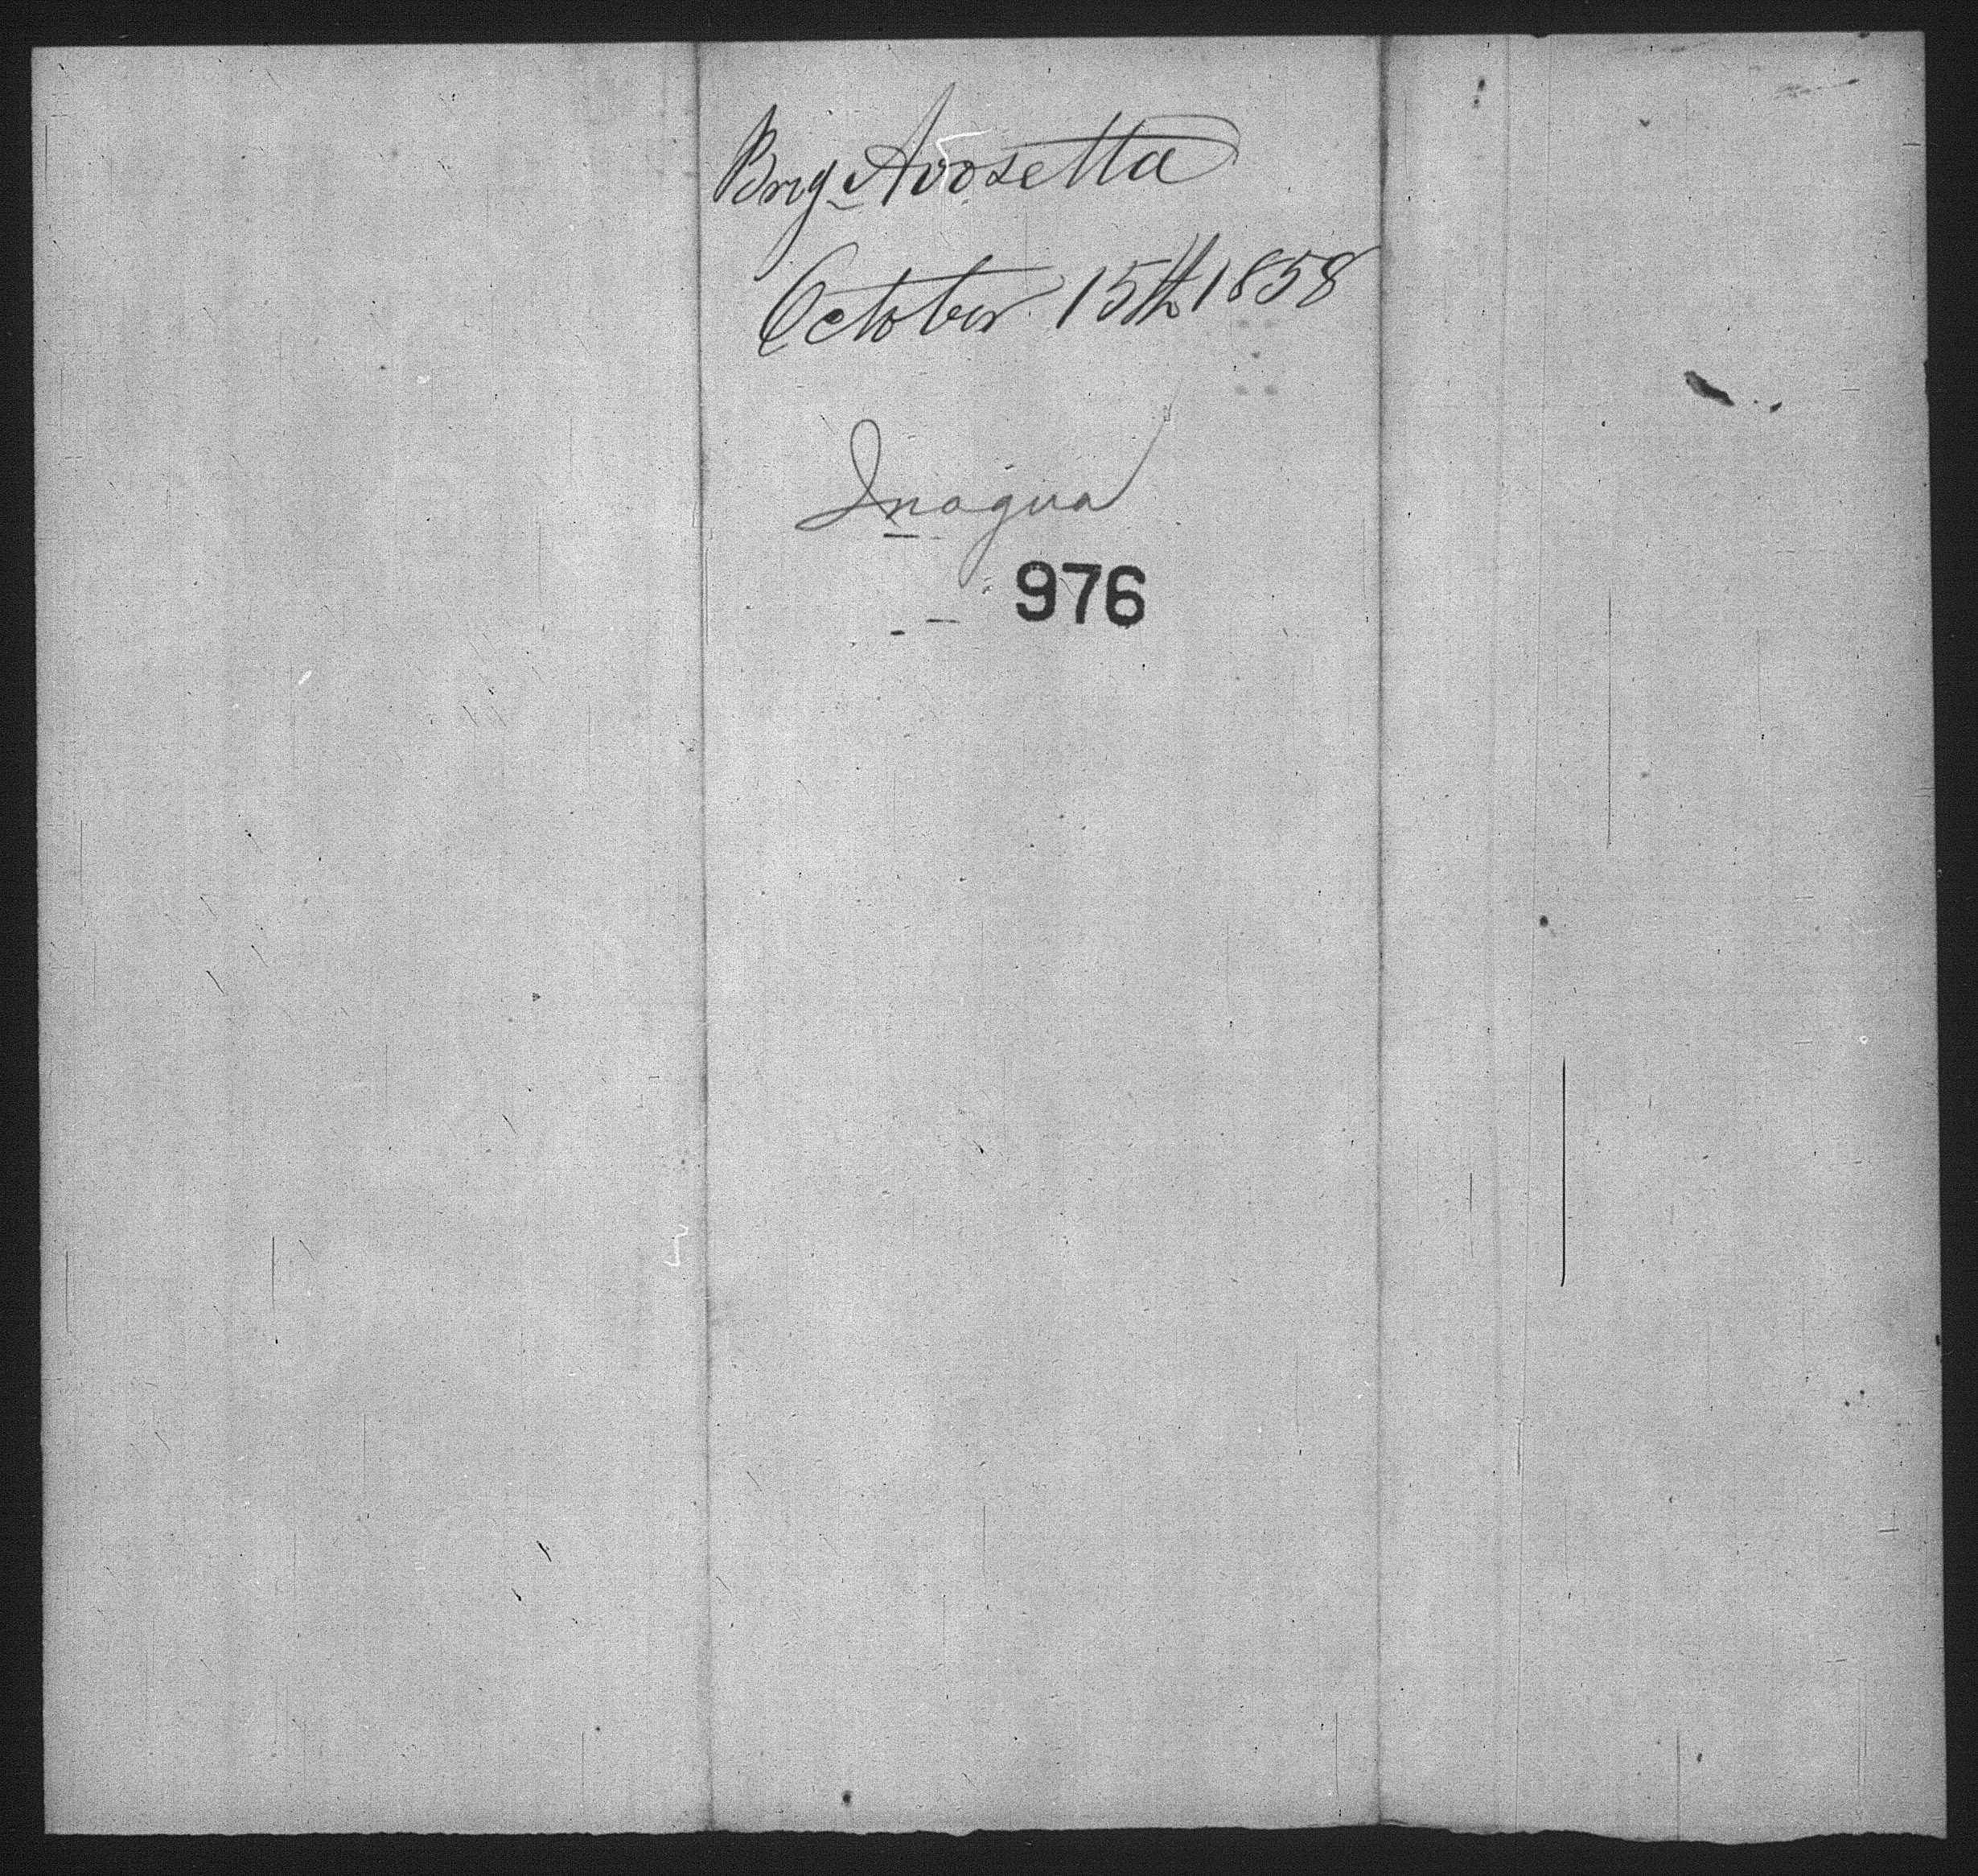 Brig Avosetta
October 15th 1858
Inagua
976